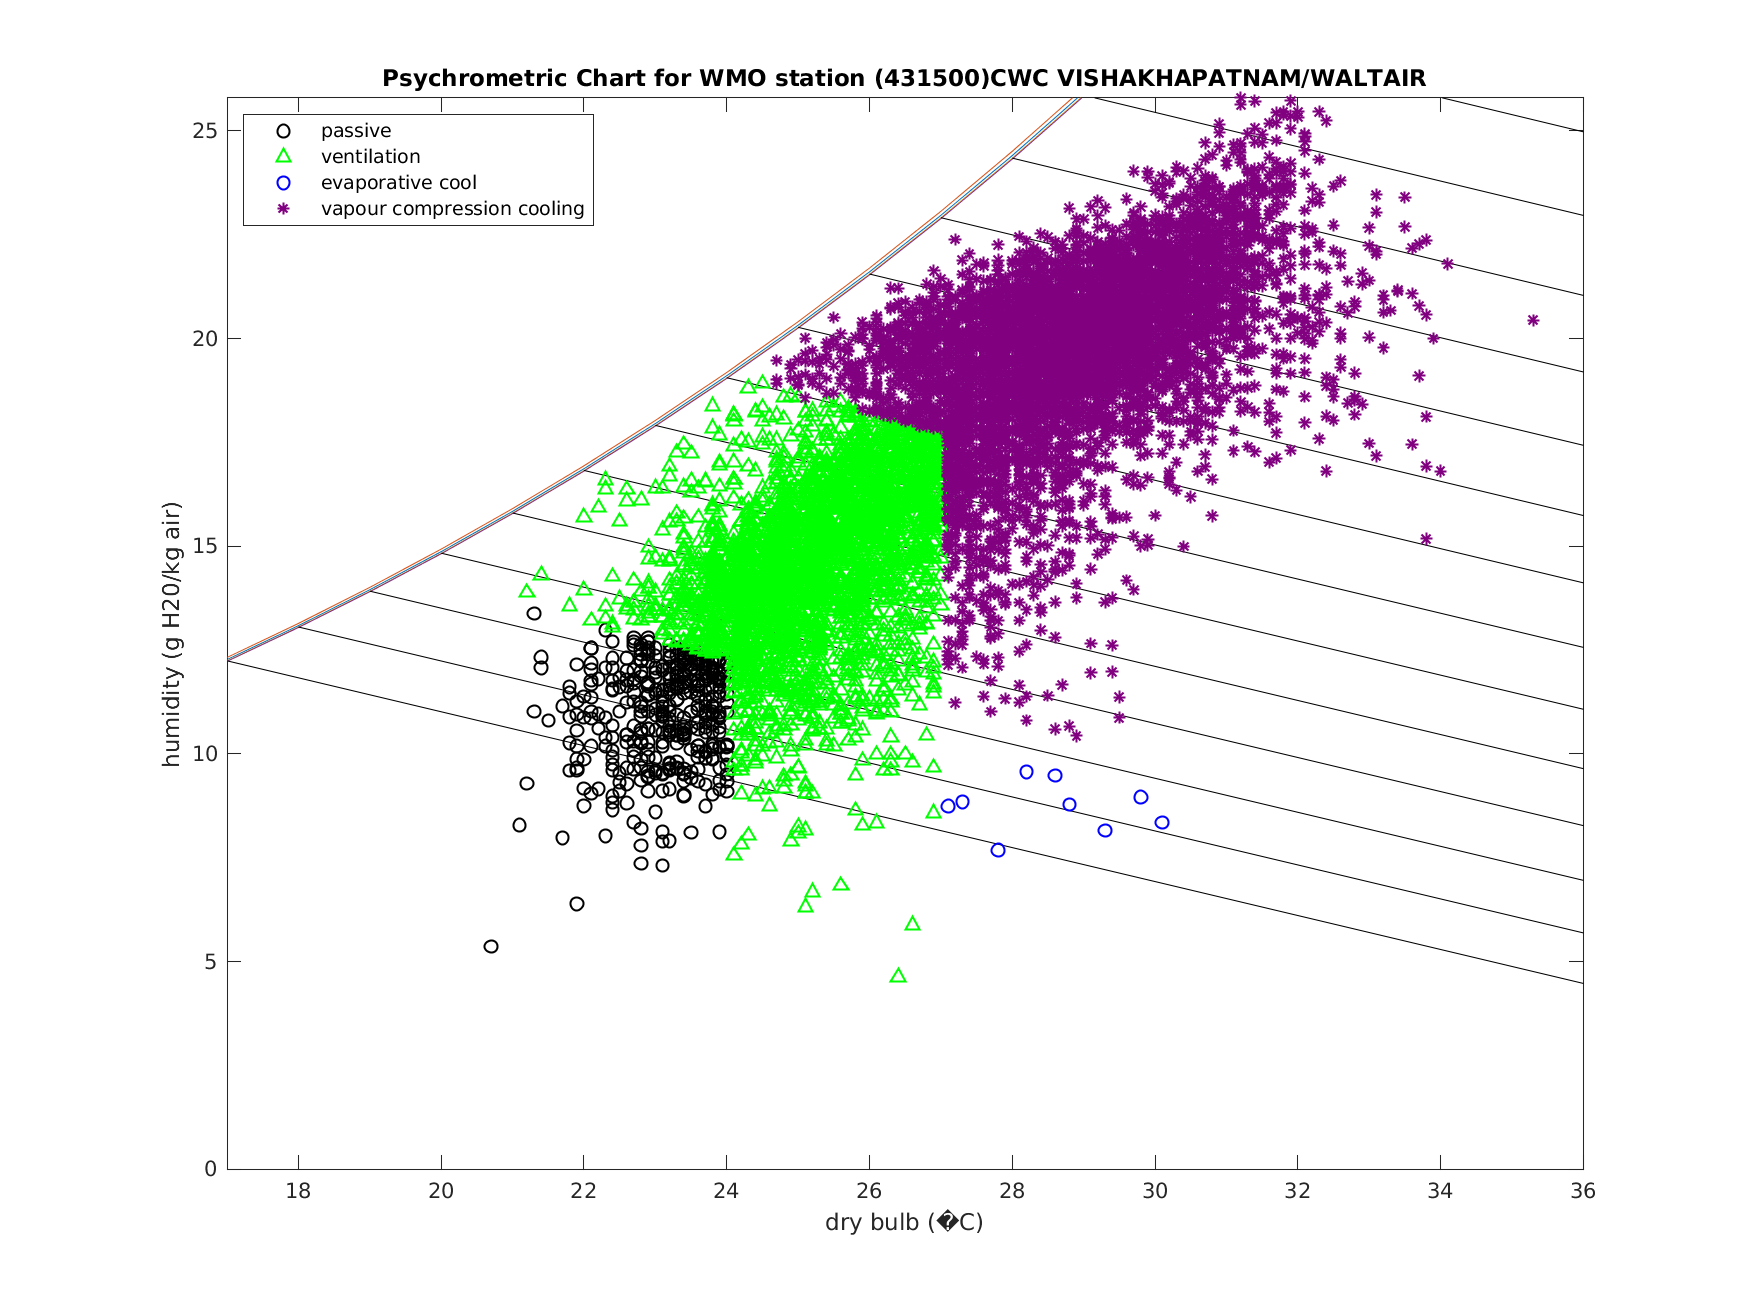 Psychrometric Chart for WMO station (431500)CWC VISHAKHAPATNAM/WALTAIR
passive
ventilation
evaporative cool
vapour compression cooling
humidity (g H20/kg air)
25
20
15
10
5
0
18 20 22 24 26 28 30 32 34 36
dry bulb (�C)